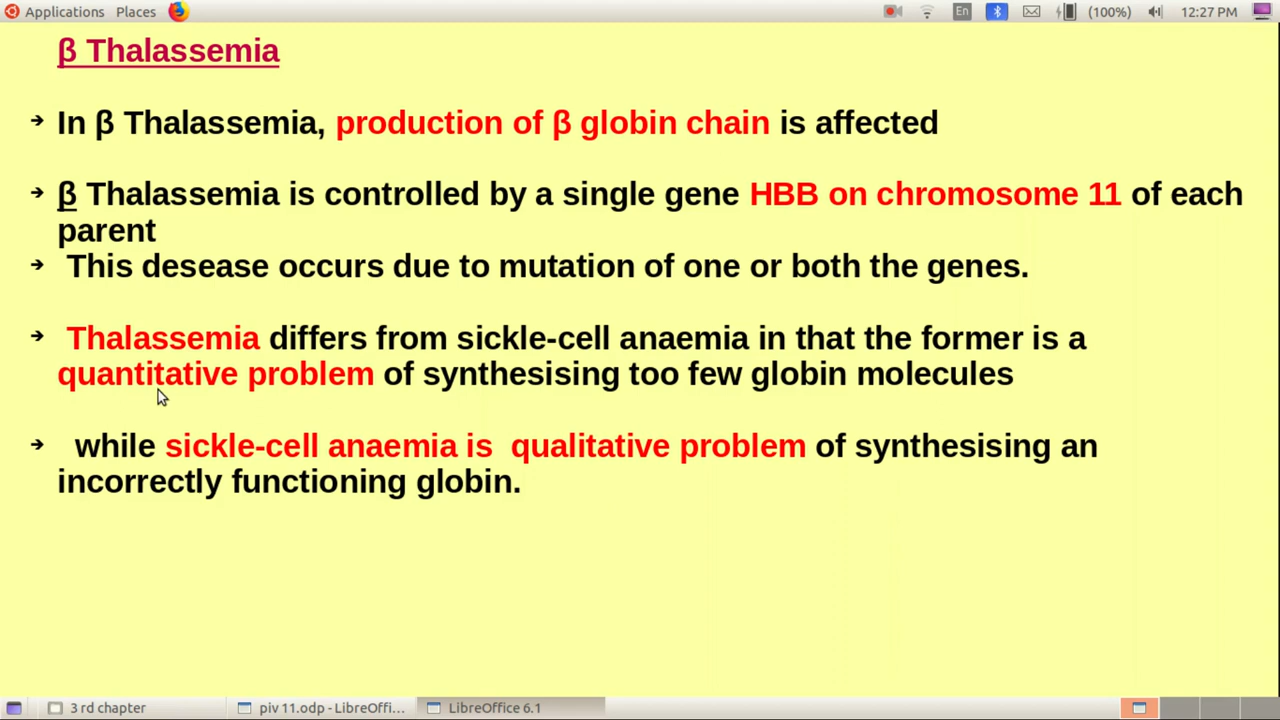 Applications Places En (100%) 12:27 PM
β Thalassemia
➔ In β Thalassemia, production of β globin chain is affected
➔ β Thalassemia is controlled by a single gene HBB on chromosome 11 of each
parent
➔ This desease occurs due to mutation of one or both the genes.
➔ Thalassemia differs from sickle-cell anaemia in that the former is a
quantitative problem of synthesising too few globin molecules
➔ while sickle-cell anaemia is qualitative problem of synthesising an
incorrectly functioning globin.
3 rd chapter piv 11.odp - LibreOffi... LibreOffice 6.1